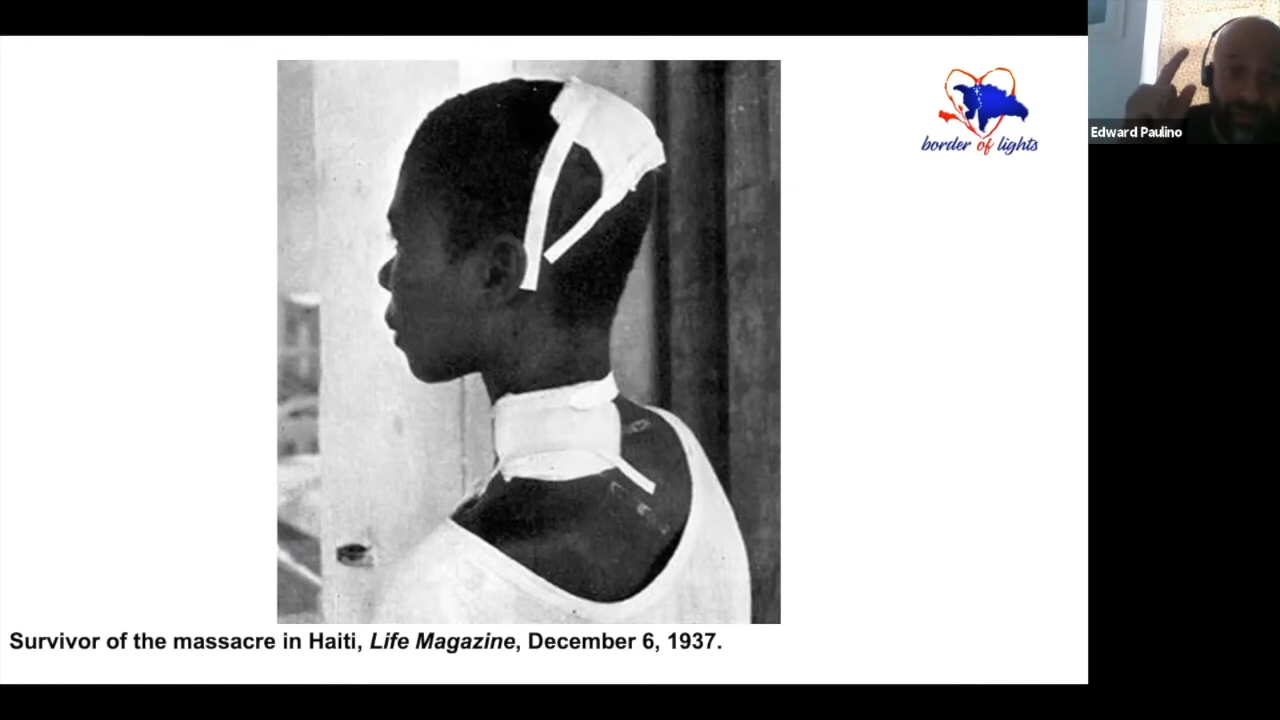 border of lights
Edward Paulino
Survivor of the massacre in Haiti, Life Magazine, December 6, 1937.